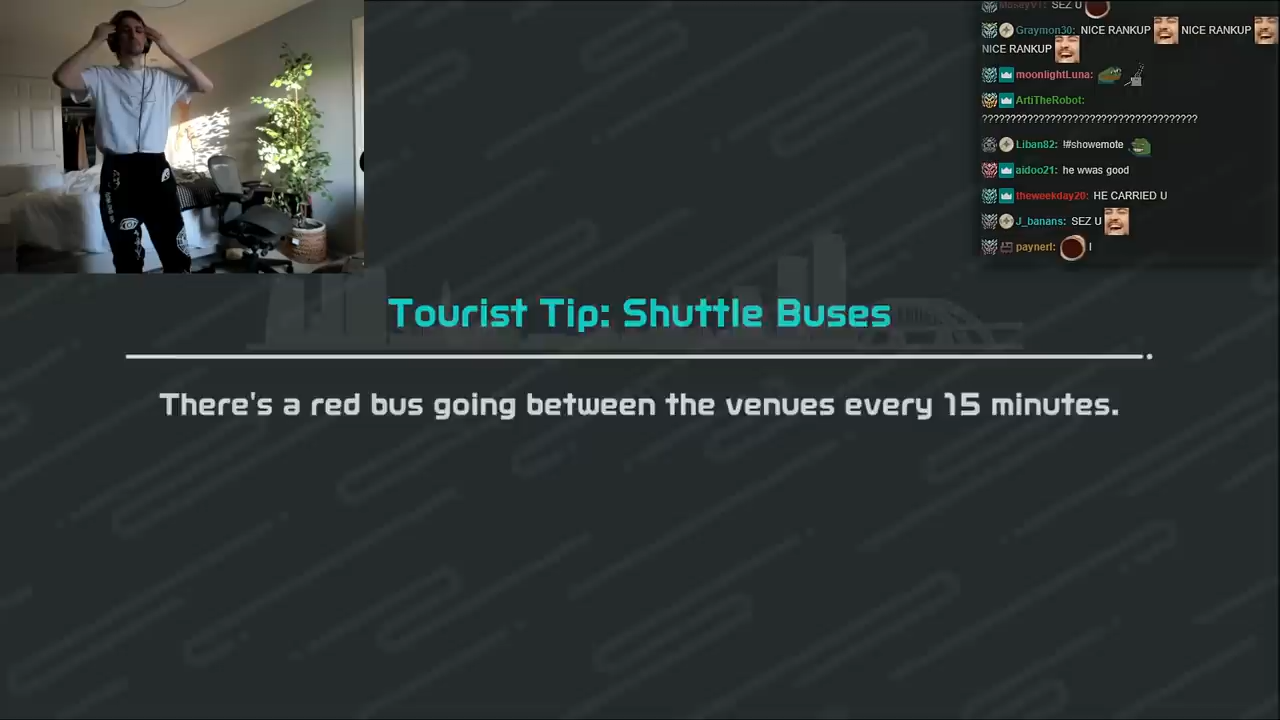 SEZ U
Graymon30: NICE RANKUP NICE RANKUP
NICE RANKUP
moonlightLuna:
ArtiTheRobot:
??????????????????????????????????????
Liban82: !#showemote
aidoo21: he wwas good
theweekday20: HE CARRIED U
J_banans: SEZ U
paynerl: I
Tourist Tip: Shuttle Buses
There's a red bus going between the venues every 15 minutes.